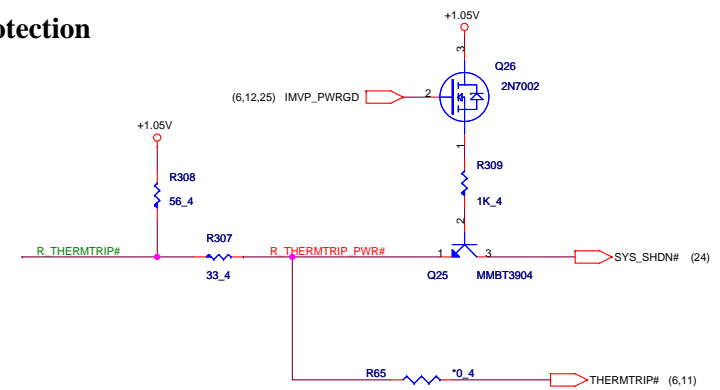 otection
+1.05V
3
Q26
2N7002
(6,12,25) IMVP_PWRGD
2
+1.05V
1
R308
R309
56_4
1K_4
2
R_THERMTRIP#
R307
R_THERMTRIP_PWR#
1
3
SYS_SHDN# (24)
33_4
Q25
MMBT3904
R65
*0_4
THERMTRIP# (6,11)